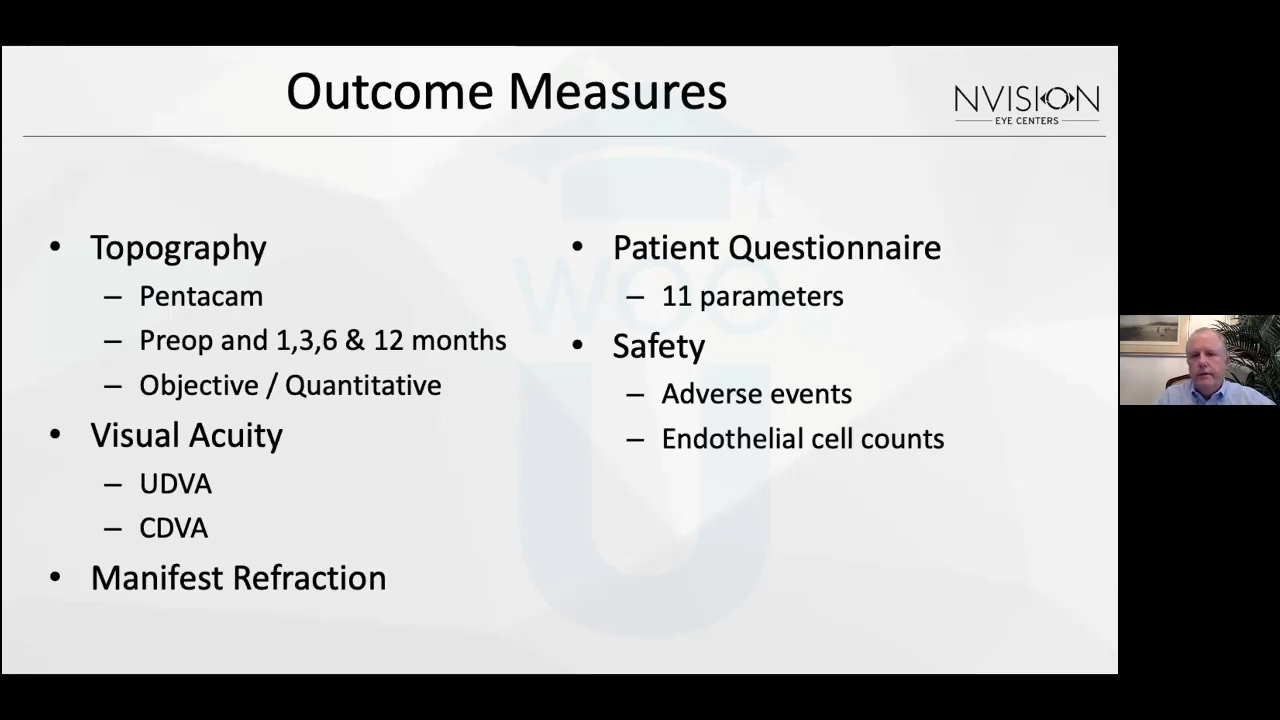 Outcome Measures
NVISION
EYE CENTERS
• Topography
– Pentacam
– Preop and 1,3,6 & 12 months
– Objective / Quantitative
• Visual Acuity
– UDVA
– CDVA
• Manifest Refraction
• Patient Questionnaire
– 11 parameters
• Safety
– Adverse events
– Endothelial cell counts
WOO
U